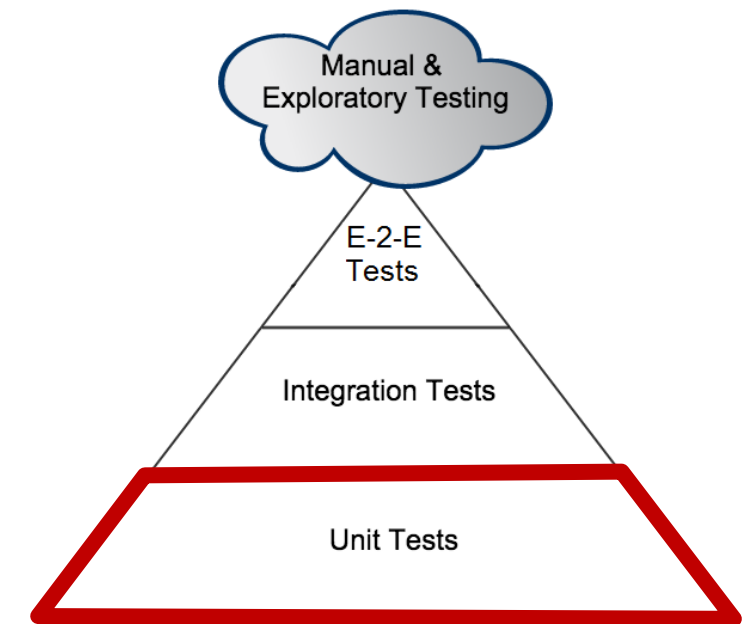 Manual &
Exploratory Testing
E-2-E
Tests
Integration Tests
Unit Tests